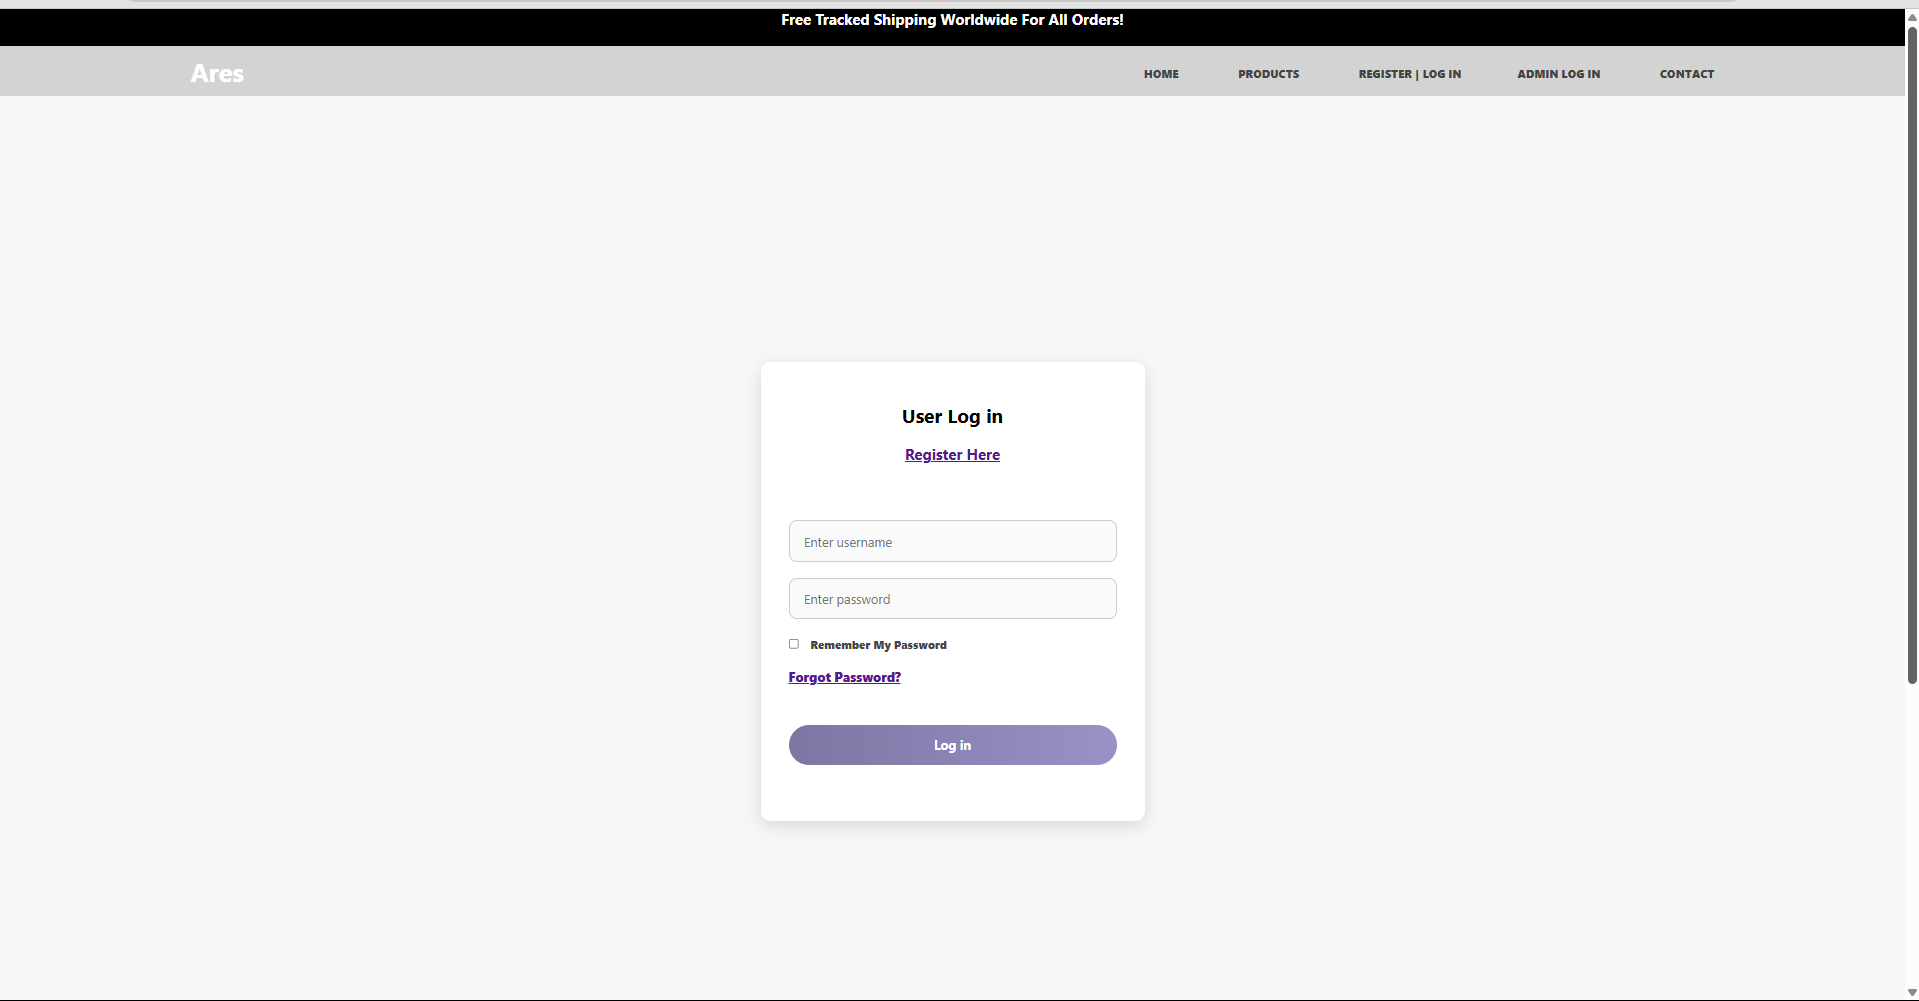 Free Tracked Shipping Worldwide For All Orders!
Ares
HOME
PRODUCTS
REGISTER | LOG IN
ADMIN LOG IN
CONTACT
User Log in
Register Here
Enter username
Enter password
Remember My Password
Forgot Password?
Log in